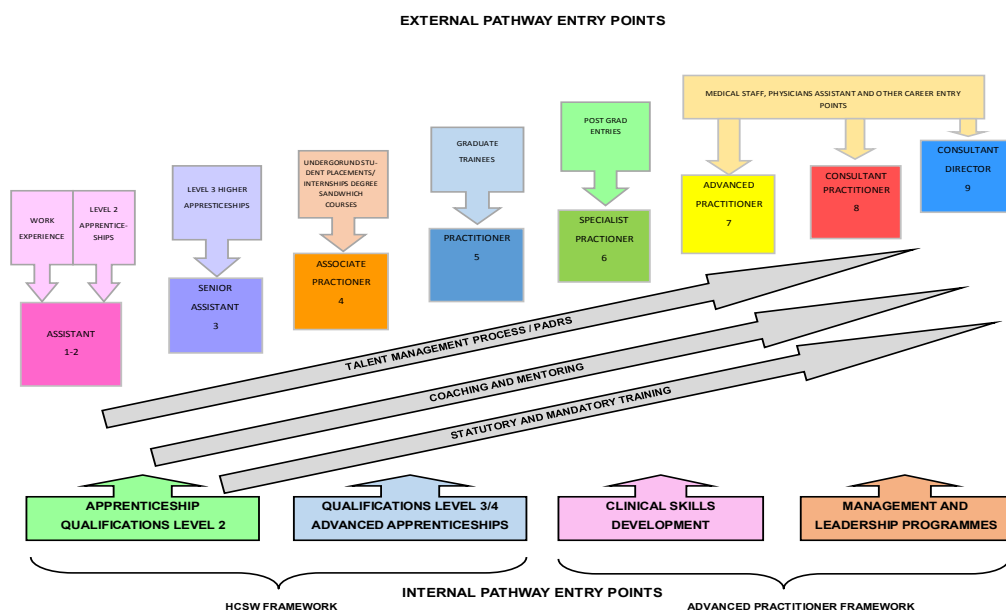 EXTERNAL PATHWAY ENTRY POINTS
WORK
EXPERIENCE
LEVEL 2
APPRENTICE-
SHIPS
LEVEL 3 HIGHER
APPRESTICESHIPS
UNDERGORUND STU-
DENT PLACEMENTS/
INTERNSHIPS DEGREE
SANDWHICH
COURSES
GRADUATE
TRAINEES
POST GRAD
ENTRIES
MEDICAL STAFF, PHYSICIANS ASSISTANT AND OTHER CAREER ENTRY
POINTS
ASSISTANT
1-2
SENIOR
ASSISTANT
3
ASSOCIATE
PRACTIONER
4
PRACTITIONER
5
SPECIALIST
PRACTIONER
6
ADVANCED
PRACTITIONER
7
CONSULTANT
PRACTITIONER
8
CONSULTANT
DIRECTOR
9
TALENT MANAGEMENT PROCESS / PADRS
COACHING AND MENTORING
STATUTORY AND MANDATORY TRAINING
APPRENTICESHIP
QUALIFICATIONS LEVEL 2
QUALIFICATIONS LEVEL 3/4
ADVANCED APPRENTICESHIPS
CLINICAL SKILLS
DEVELOPMENT
MANAGEMENT AND
LEADERSHIP PROGRAMMES
INTERNAL PATHWAY ENTRY POINTS
HCSW FRAMEWORK
ADVANCED PRACTITIONER FRAMEWORK